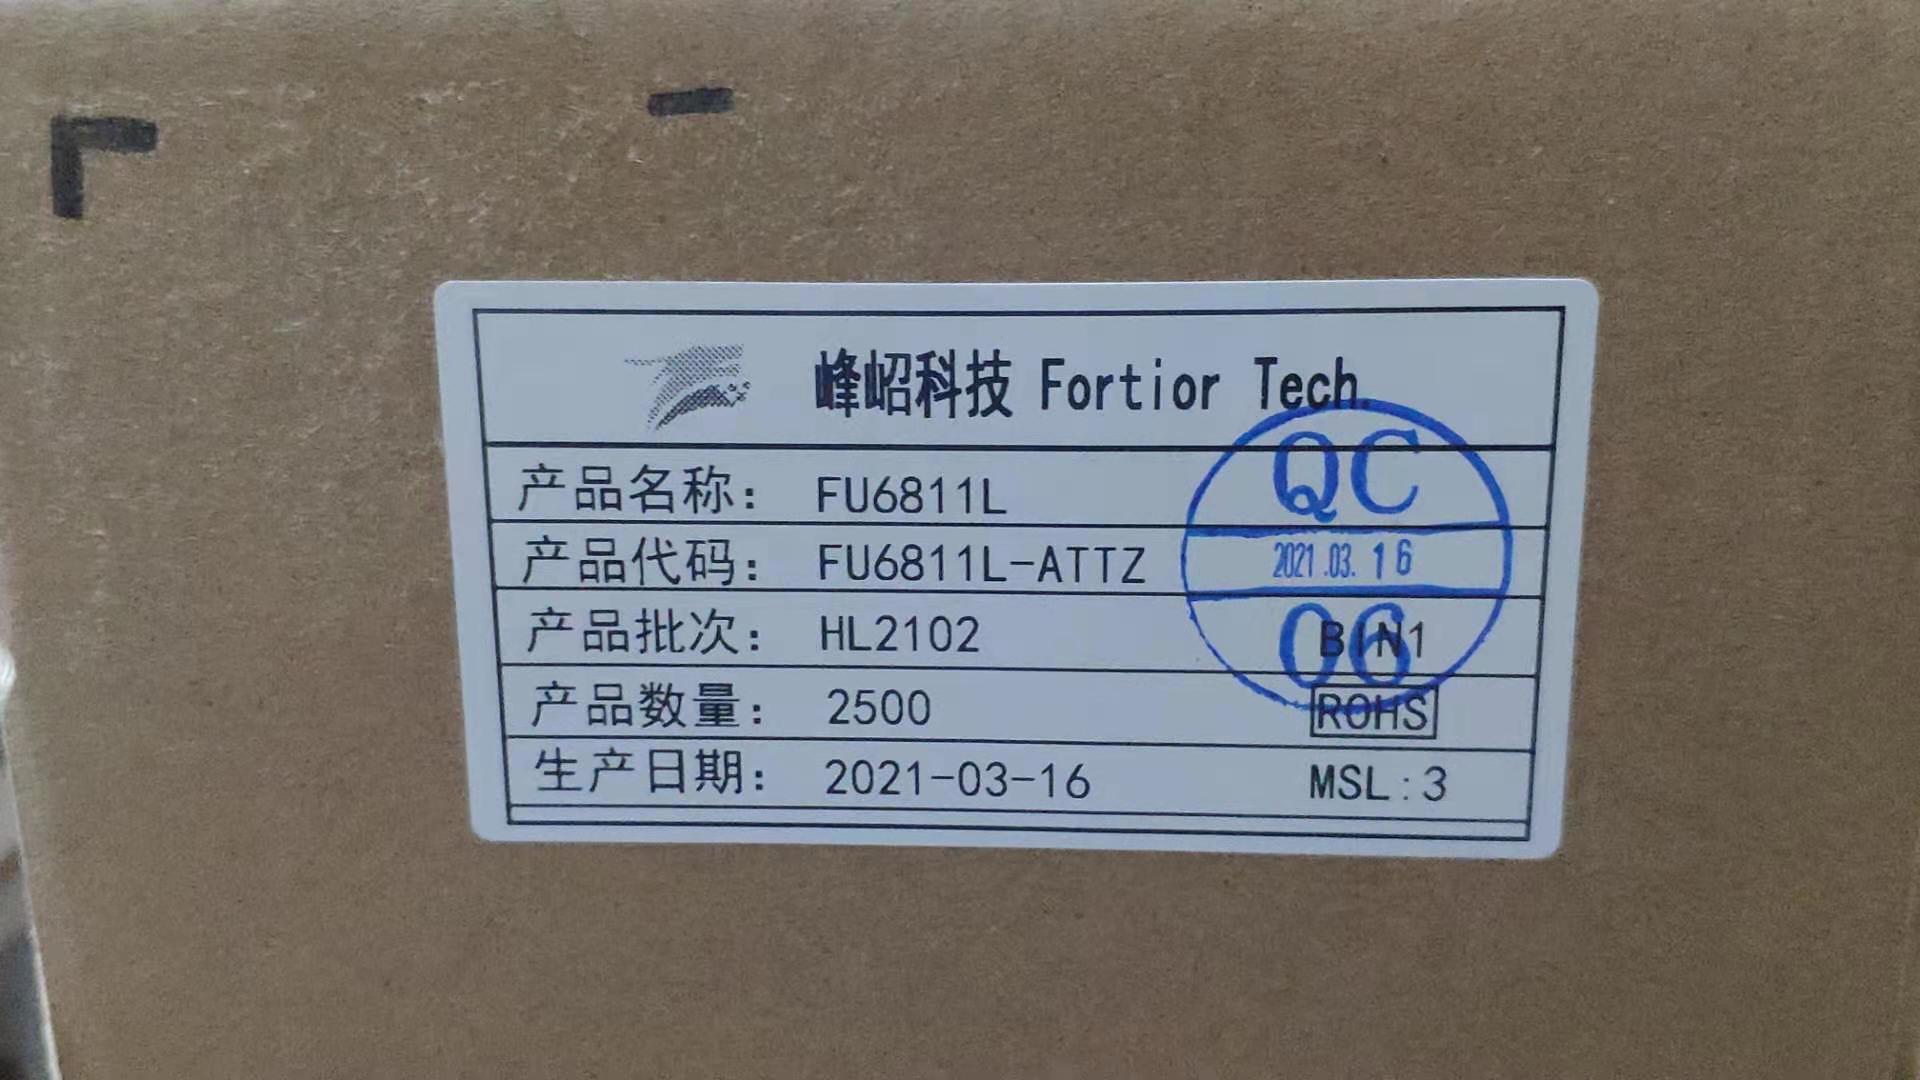 峰岹科技 Fortior Tech.
产品名称： FU6811L
产品代码： FU6811L-ATTZ
产品批次： HL2102 BIN1
产品数量： 2500 ROHS
生产日期： 2021-03-16 MSL:3
QC
2021.03.16
06